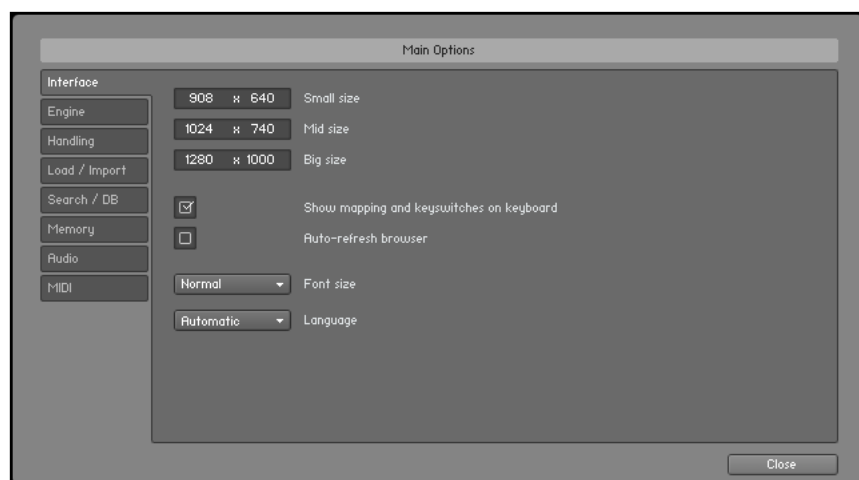 Main Options
Interface
Engine
Handling
Load / Import
Search / DB
Memory
Audio
MIDI
908 x 640 Small size
1024 x 740 Mid size
1280 x 1000 Big size
Show mapping and keyswitches on keyboard
Auto-refresh browser
Normal Font size
Automatic Language
Close